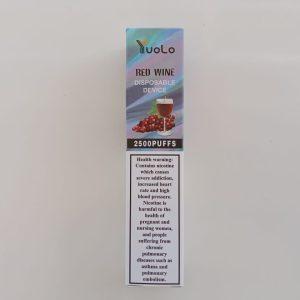 YuoLo
RED WINE
DISPOSABLE
DEVICE
2500PUFFS
Health warning:
Contains nicotine
which causes
severe addiction,
increased heart
rate and high
blood pressure.
Nicotine is
harmful to the
health of
pregnant and
nursing women,
and people
suffering from
chronic
pulmonary
diseases such as
asthma and
pulmonary
embolism.